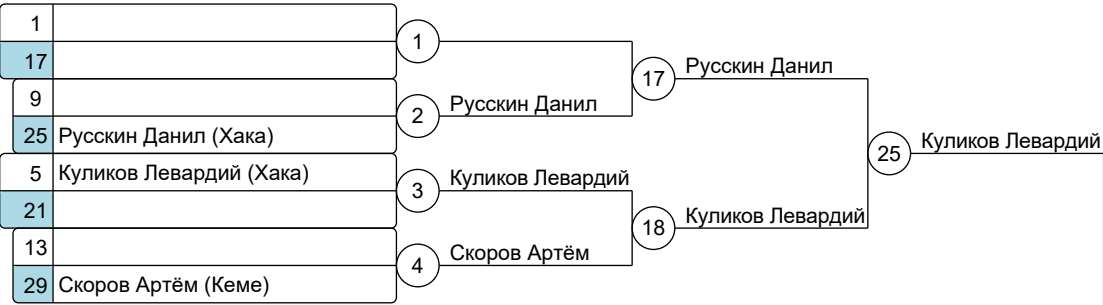 1
17
1
9
25 Русскин Данил (Хака)
2
Русскин Данил
17
Русскин Данил
5 Куликов Левардий (Хака)
21
3
Куликов Левардий
13
29 Скоров Артём (Кеме)
4
Скоров Артём
18
Куликов Левардий
25
Куликов Левардий